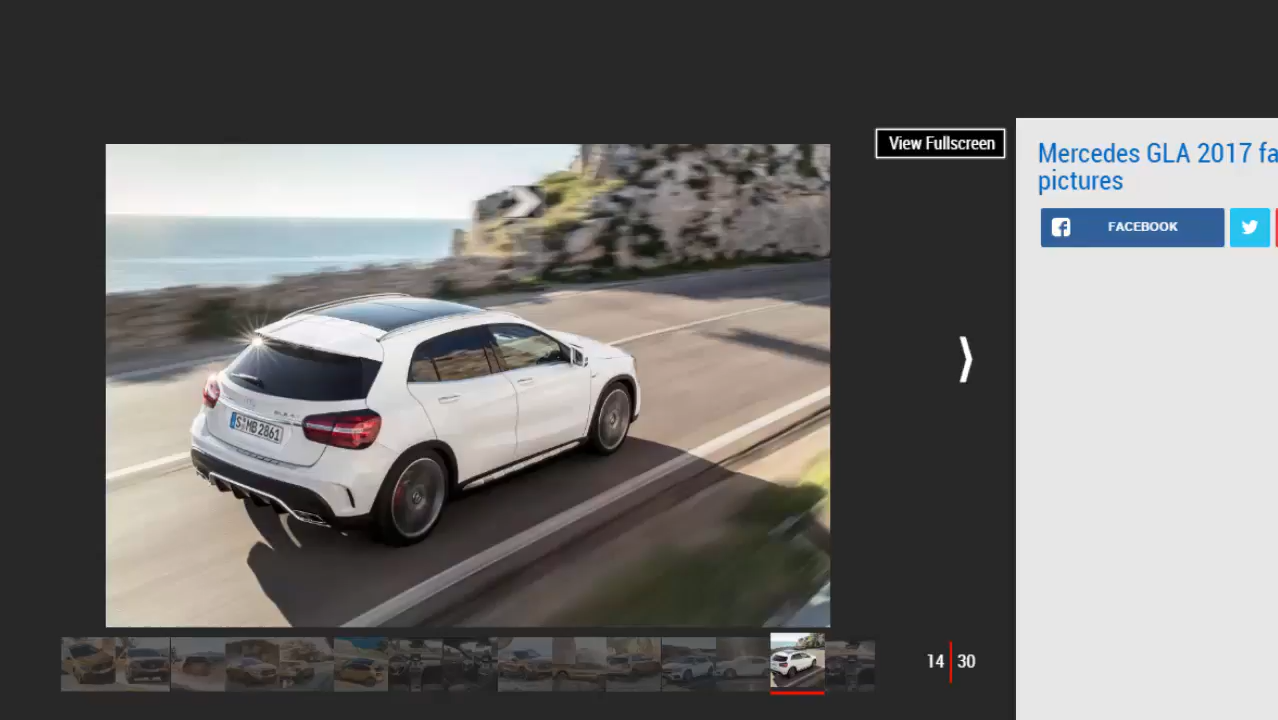 View Fullscreen
Mercedes GLA 2017 fa
pictures
FACEBOOK
S MB 2861
14 30